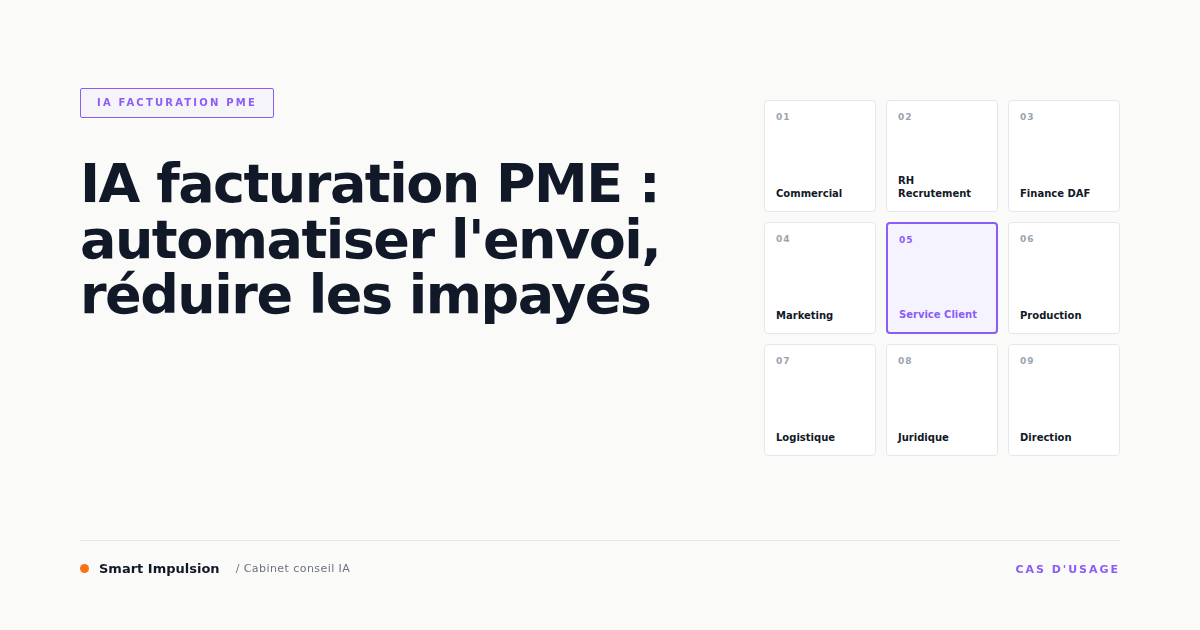 IA FACTURATION PME
IA facturation PME :
automatiser l'envoi,
réduire les impayés
01
Commercial
02
RH
Recrutement
03
Finance DAF
04
Marketing
05
Service Client
06
Production
07
Logistique
08
Juridique
09
Direction
Smart Impulsion / Cabinet conseil IA
CAS D'USAGE